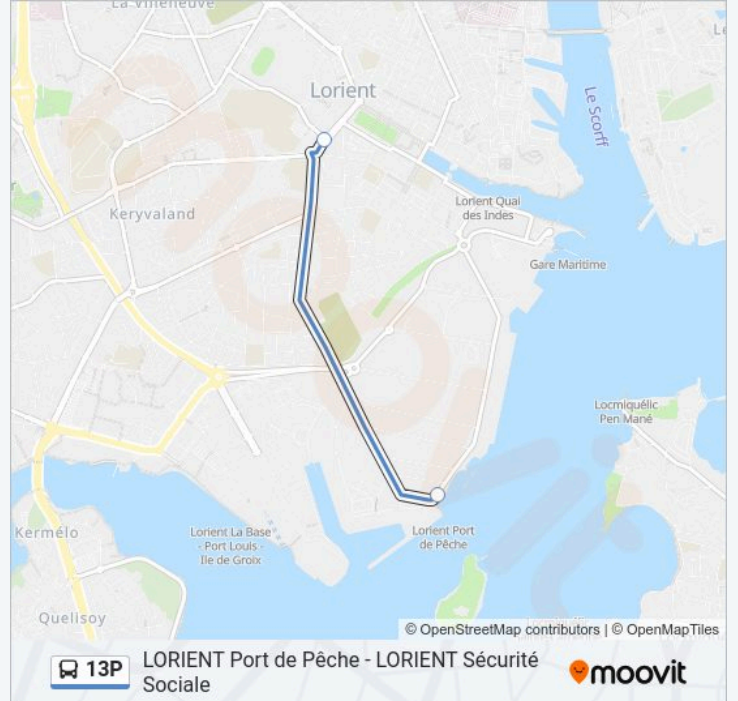 La Villeneuve
Lorient
Le Scorff
Keryvaland
Lorient Quai
des Indes
Gare Maritime
Locmiquélic
Pen Mané
Kermélo
Lorient La Base
- Port Louis -
Ile de Groix
Lorient Port
de Pêche
Quelisoy
© OpenStreetMap contributors | © OpenMapTiles
13P
LORIENT Port de Pêche - LORIENT Sécurité
Sociale
moovit